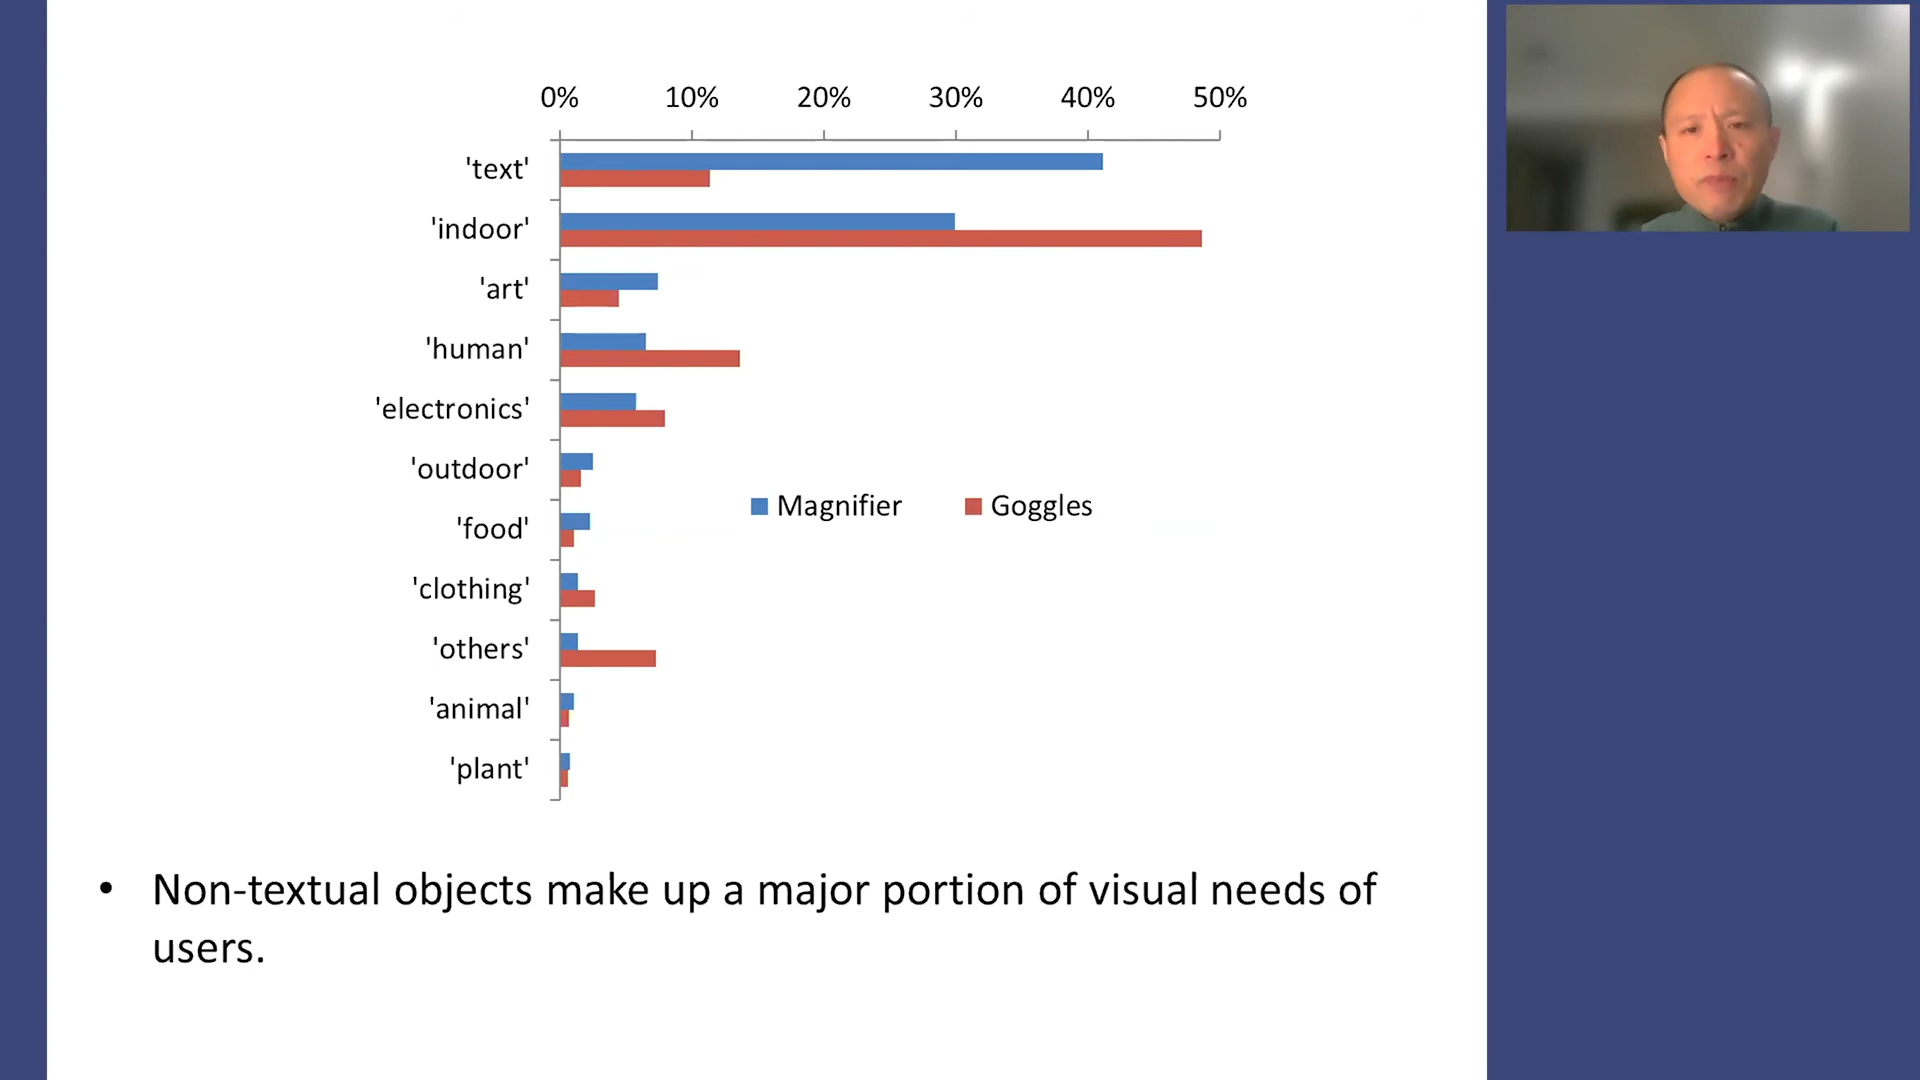 0% 10% 20% 30% 40% 50%
'text'
'indoor'
'art'
'human'
'electronics'
'outdoor'
'food'
'clothing'
'others'
'animal'
'plant'
Magnifier Goggles
• Non-textual objects make up a major portion of visual needs of
users.